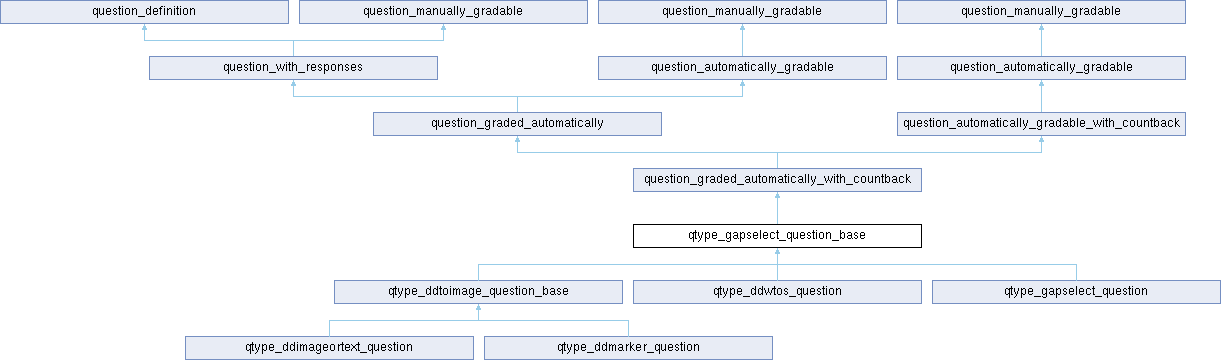 question_definition
question_manually_gradable
question_manually_gradable
question_manually_gradable
question_with_responses
question_automatically_gradable
question_automatically_gradable
question_graded_automatically
question_automatically_gradable_with_countback
question_graded_automatically_with_countback
qtype_gapselect_question_base
qtype_ddtoimage_question_base
qtype_ddwtos_question
qtype_gapselect_question
qtype_ddimageortext_question
qtype_ddmarker_question